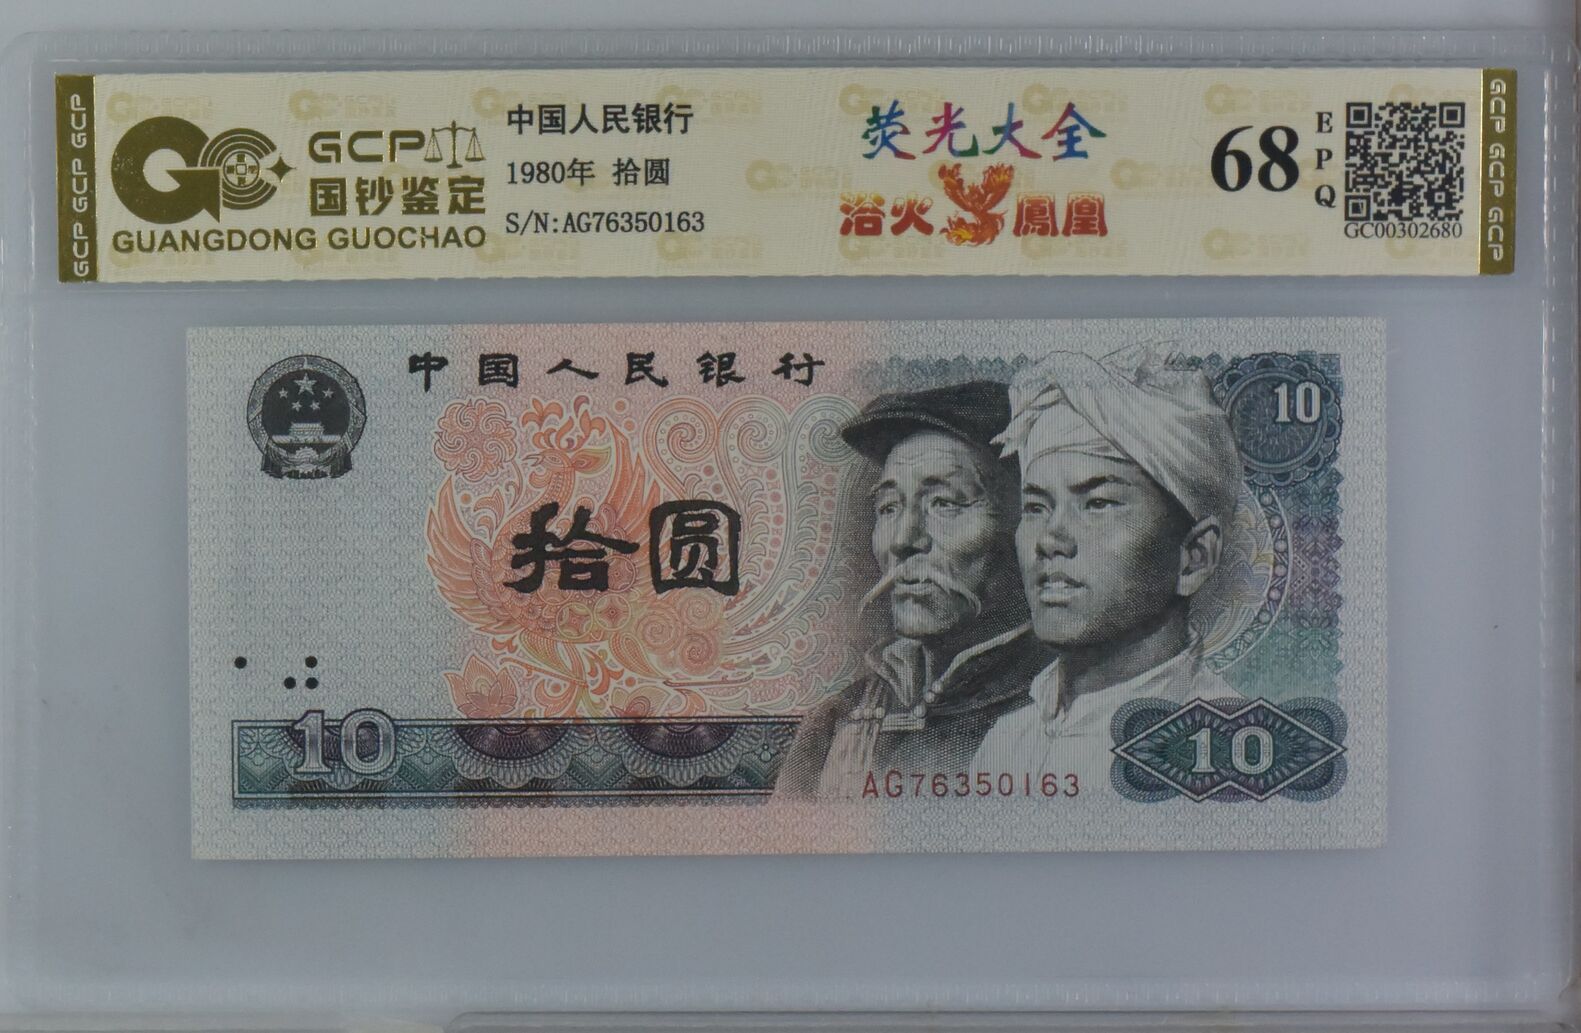 GCP GCP GCP
GCP
国钞鉴定
GUANGDONG GUOCHAO
中国人民银行
1980年 拾圆
S/N:AG76350163
荧光大全
浴火鳳凰
68
EPQ
GC00302680
GCP GCP GCP
中国人民银行
10
拾圆
10
AG76350163
10